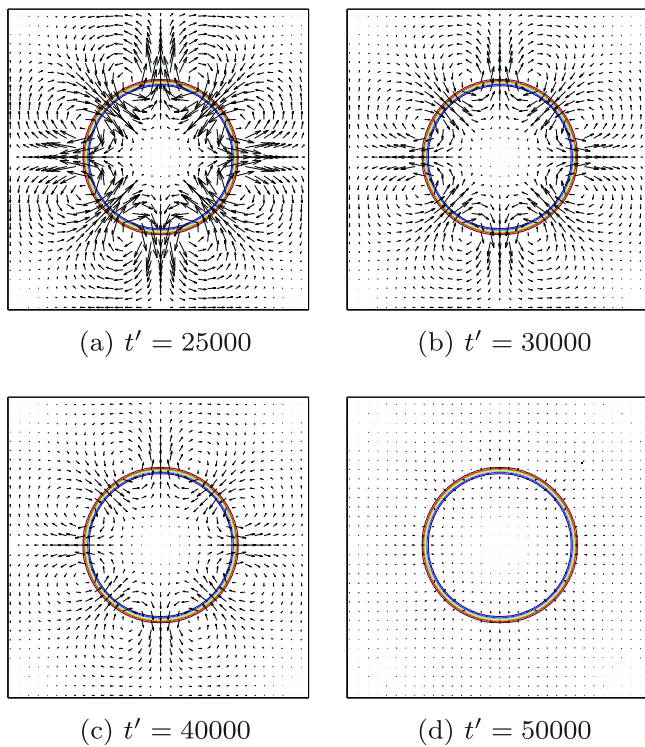 (a) t′ = 25000
(b) t′ = 30000
(c) t′ = 40000
(d) t′ = 50000